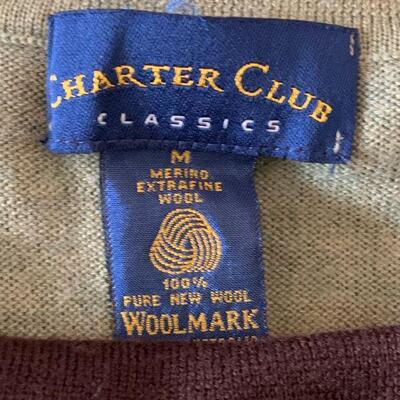 CHARTER CLUB
CLASSICS
M
MERINO
EXTRAFINE
WOOL
100%
PURE NEW WOOL
WOOLMARK